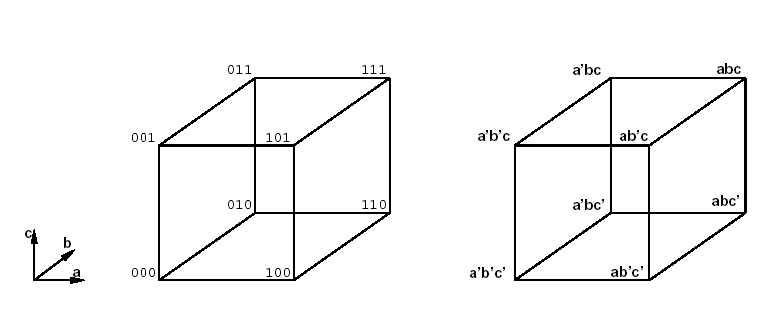 011 111 a'bc abc
001 101 a'b'c ab'c
010 110 a'bc' abc'
c
b
a
000 100 a'b'c' ab'c'